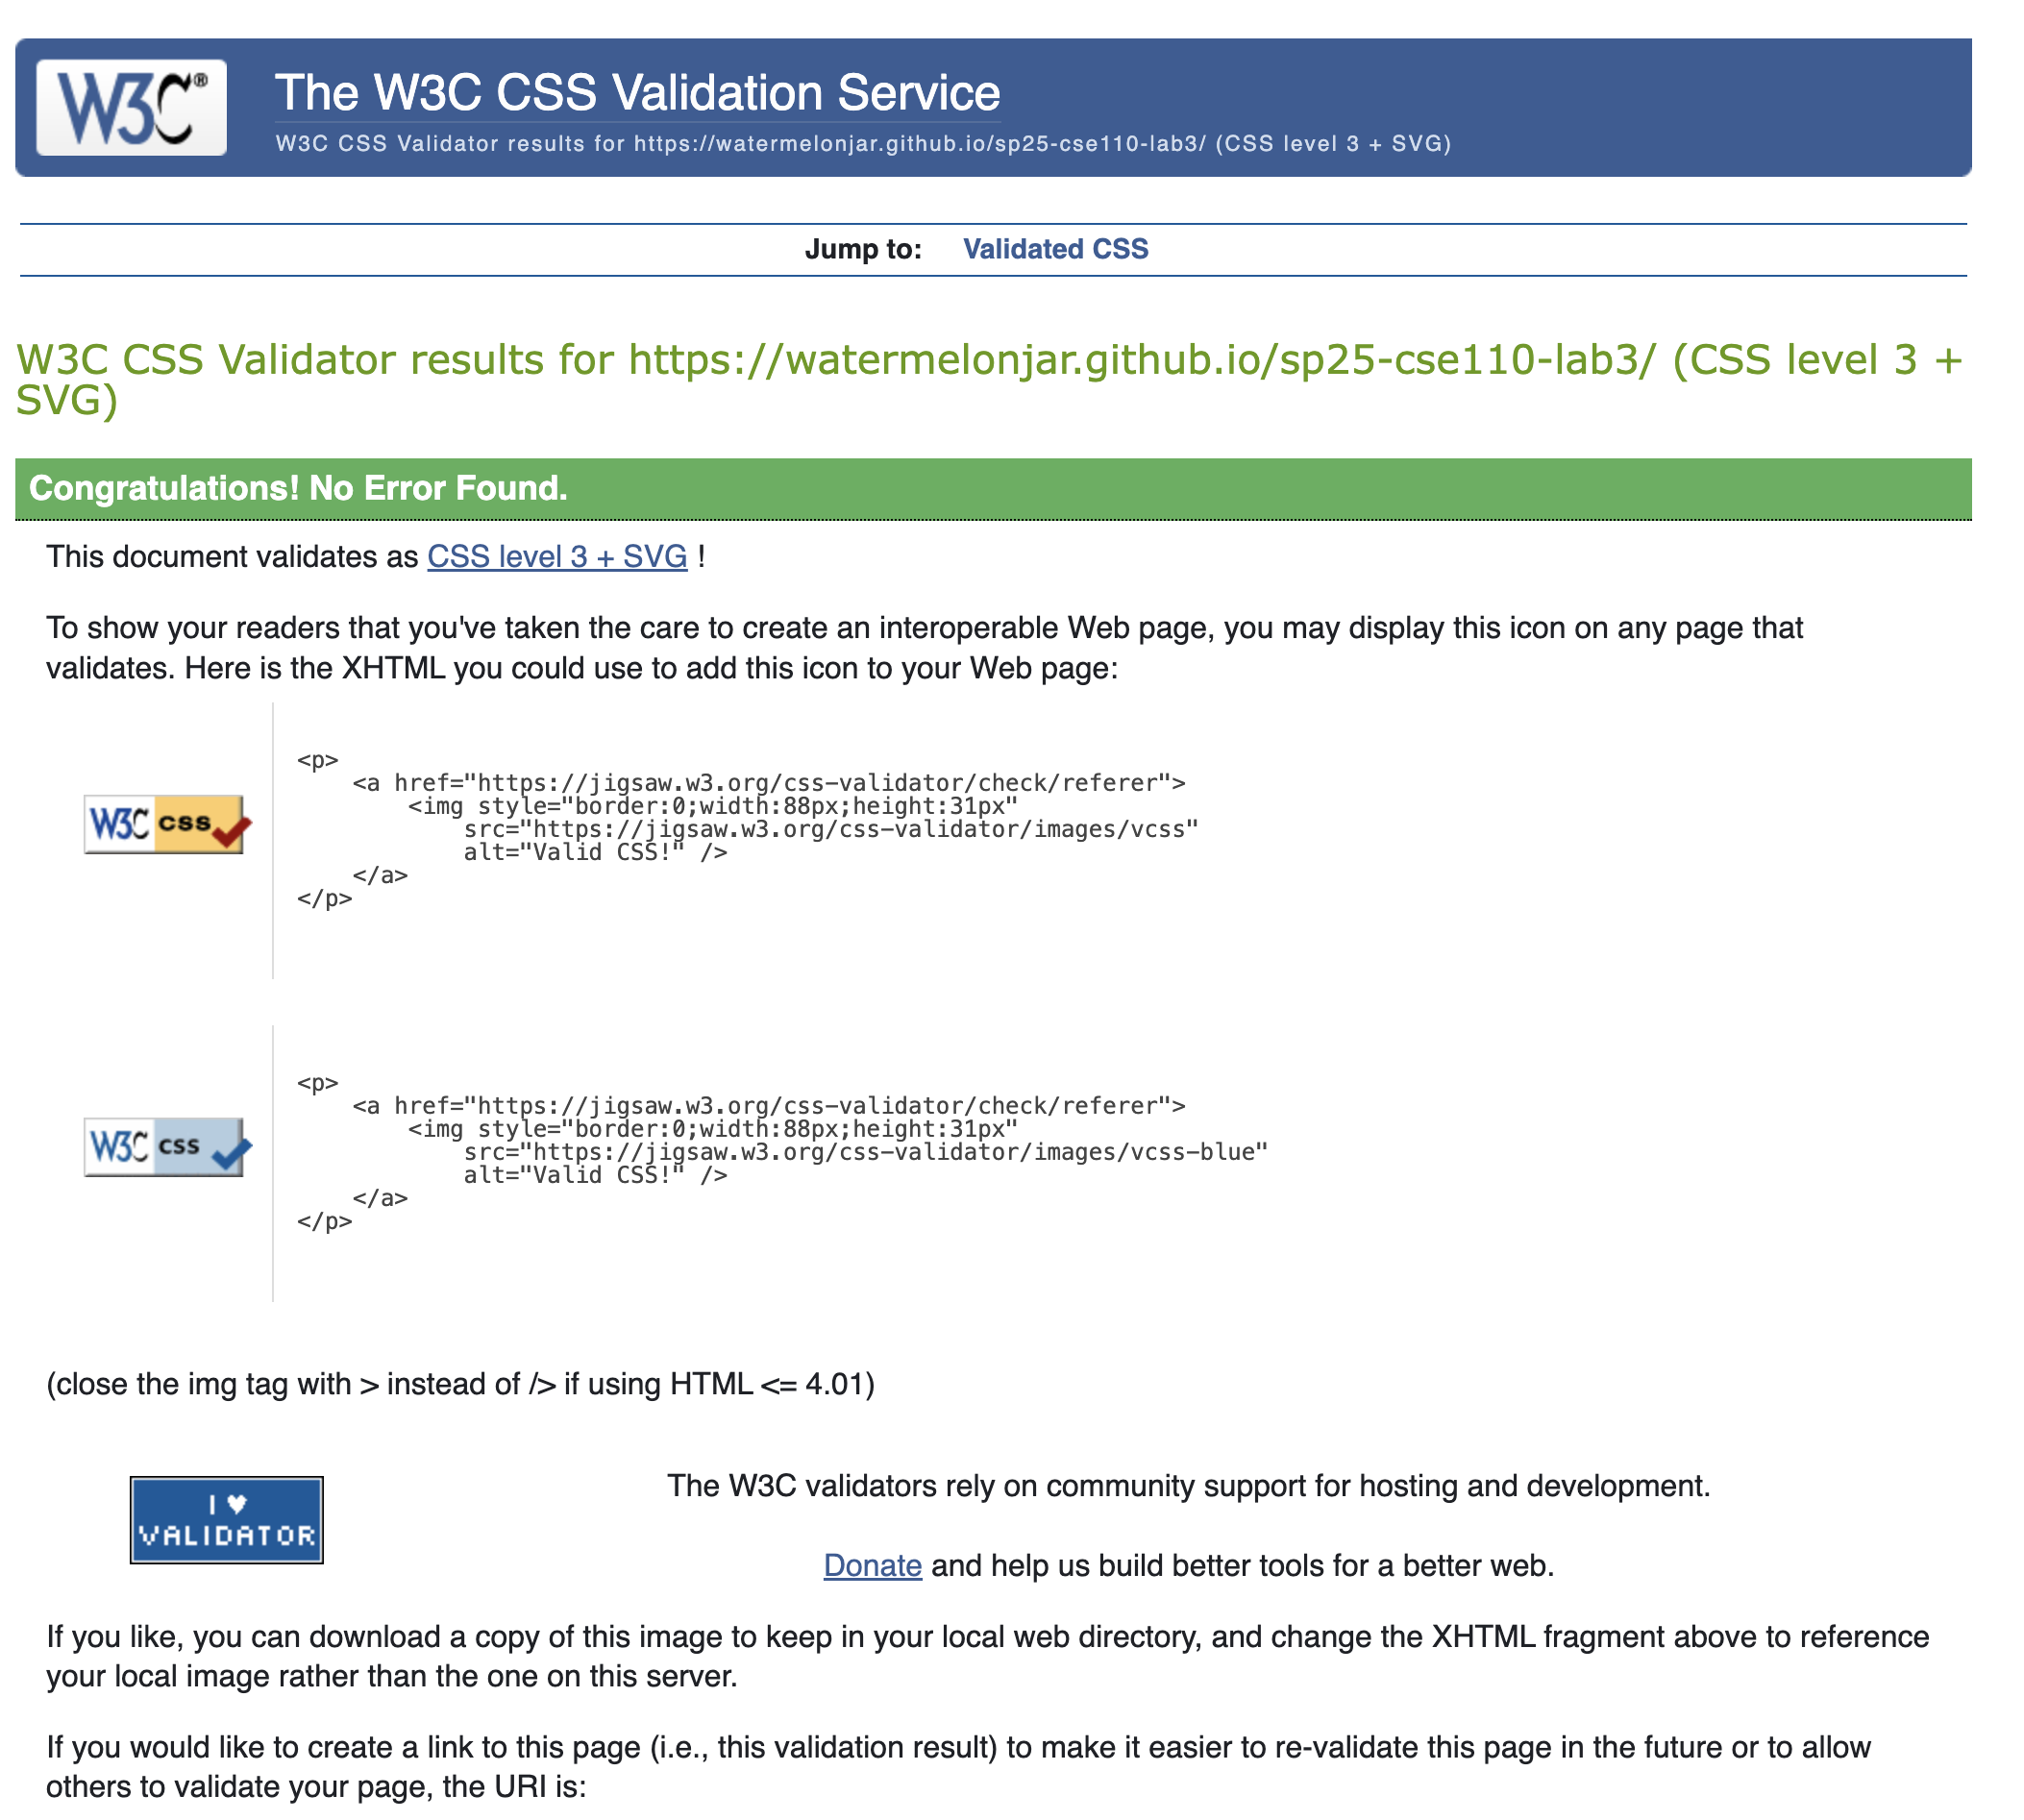 W3C®
The W3C CSS Validation Service
W3C CSS Validator results for https://watermelonjar.github.io/sp25-cse110-lab3/ (CSS level 3 + SVG)
Jump to: Validated CSS
W3C CSS Validator results for https://watermelonjar.github.io/sp25-cse110-lab3/ (CSS level 3 +
SVG)
Congratulations! No Error Found.
This document validates as CSS level 3 + SVG !
To show your readers that you've taken the care to create an interoperable Web page, you may display this icon on any page that
validates. Here is the XHTML you could use to add this icon to your Web page:
W3C css
<p>
    <a href="https://jigsaw.w3.org/css-validator/check/referer">
        <img style="border:0;width:88px;height:31px"
            src="https://jigsaw.w3.org/css-validator/images/vcss"
            alt="Valid CSS!" />
    </a>
</p>
W3C css
<p>
    <a href="https://jigsaw.w3.org/css-validator/check/referer">
        <img style="border:0;width:88px;height:31px"
            src="https://jigsaw.w3.org/css-validator/images/vcss-blue"
            alt="Valid CSS!" />
    </a>
</p>
(close the img tag with > instead of /> if using HTML <= 4.01)
I ♥
VALIDATOR
The W3C validators rely on community support for hosting and development.
Donate and help us build better tools for a better web.
If you like, you can download a copy of this image to keep in your local web directory, and change the XHTML fragment above to reference
your local image rather than the one on this server.
If you would like to create a link to this page (i.e., this validation result) to make it easier to re-validate this page in the future or to allow
others to validate your page, the URI is: